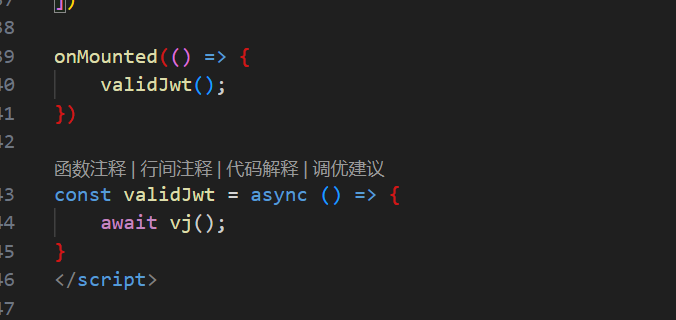 ])
38
39 onMounted(() => {
40 validJwt();
41 })
42
函数注释 | 行间注释 | 代码解释 | 调优建议
43 const validJwt = async () => {
44 await vj();
45 }
46 </script>
47